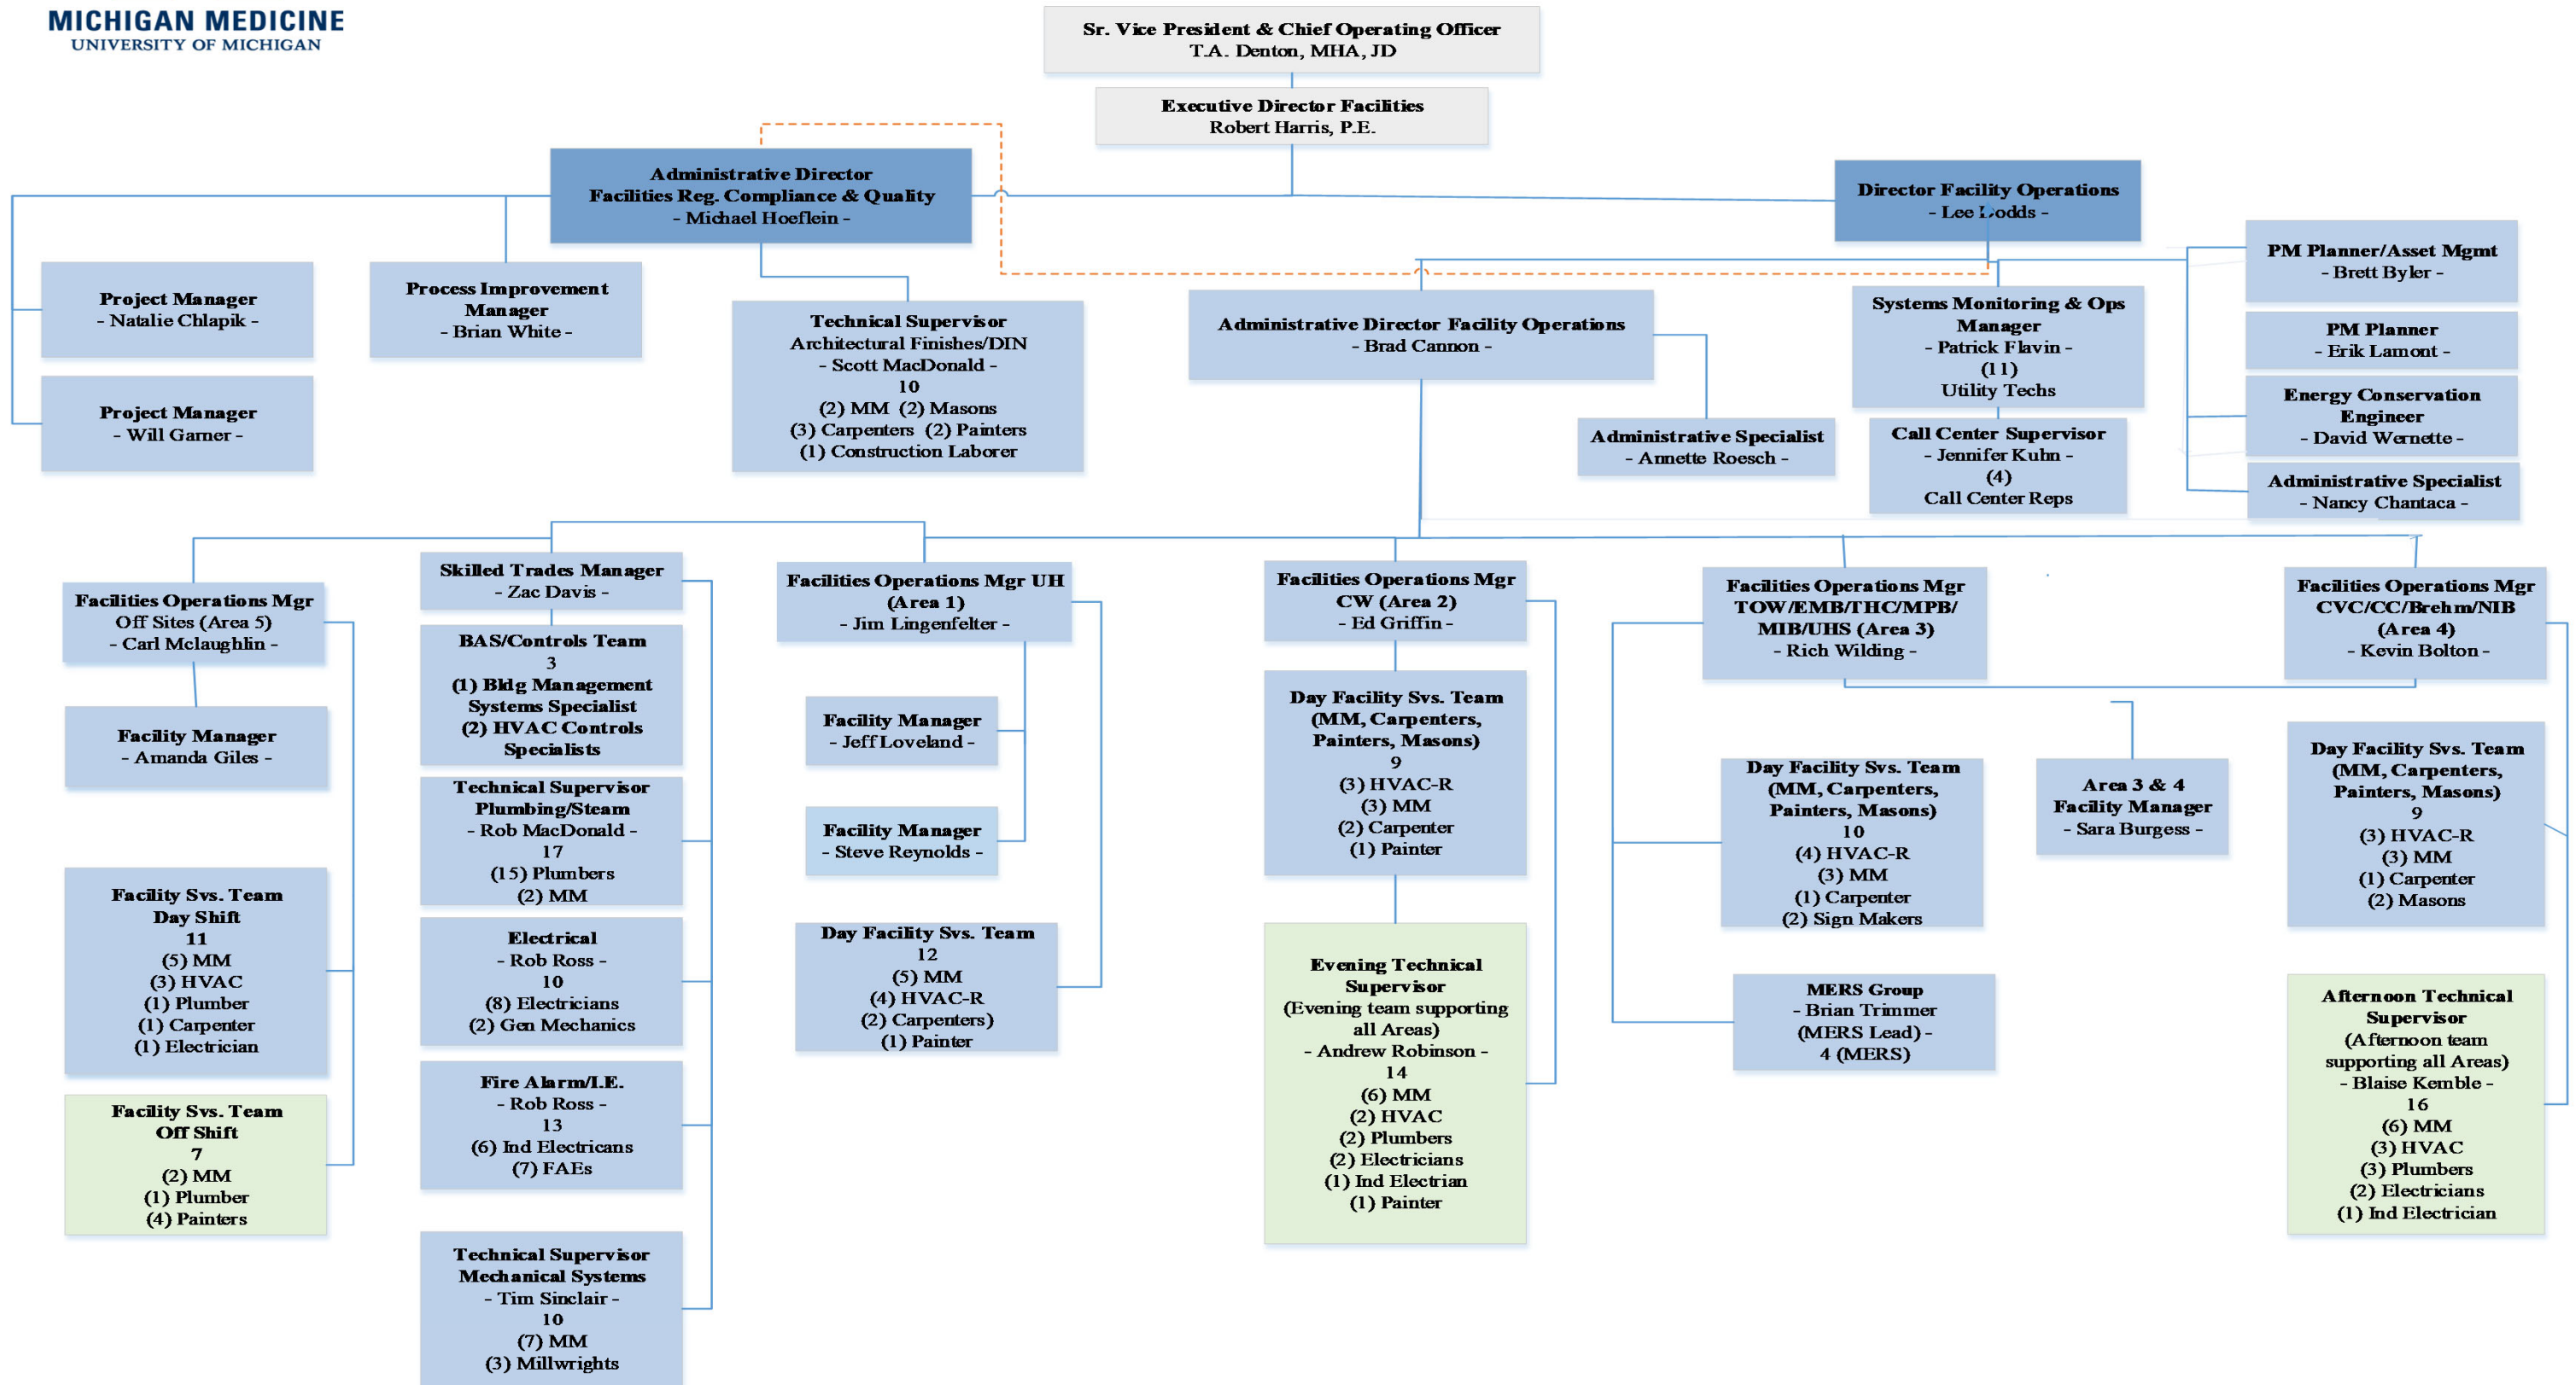 MICHIGAN MEDICINE
UNIVERSITY OF MICHIGAN
Sr. Vice President & Chief Operating Officer
T.A. Denton, MHA, JD
Executive Director Facilities
Robert Harris, P.E.
Administrative Director
Facilities Reg. Compliance & Quality
- Michael Hoeflein -
Director Facility Operations
- Lee Dodds -
Project Manager
- Natalie Chlapik -
Project Manager
- Will Garner -
Process Improvement
Manager
- Brian White -
Technical Supervisor
Architectural Finishes/DIN
- Scott MacDonald -
10
(2) MM (2) Masons
(3) Carpenters (2) Painters
(1) Construction Laborer
Administrative Director Facility Operations
- Brad Cannon -
Administrative Specialist
- Annette Roesch -
Systems Monitoring & Ops
Manager
- Patrick Flavin -
(11)
Utility Techs
Call Center Supervisor
- Jennifer Kuhn -
(4)
Call Center Reps
PM Planner/Asset Mgmt
- Brett Byler -
PM Planner
- Erik Lamont -
Energy Conservation
Engineer
- David Wernette -
Administrative Specialist
- Nancy Chantaca -
Facilities Operations Mgr
Off Sites (Area 5)
- Carl Mclaughlin -
Facility Manager
- Amanda Giles -
Facility Svs. Team
Day Shift
11
(5) MM
(3) HVAC
(1) Plumber
(1) Carpenter
(1) Electrician
Facility Svs. Team
Off Shift
7
(2) MM
(1) Plumber
(4) Painters
Skilled Trades Manager
- Zac Davis -
BAS/Controls Team
3
(1) Bldg Management
Systems Specialist
(2) HVAC Controls
Specialists
Technical Supervisor
Plumbing/Steam
- Rob MacDonald -
17
(15) Plumbers
(2) MM
Electrical
- Rob Ross -
10
(8) Electricians
(2) Gen Mechanics
Fire Alarm/I.E.
- Rob Ross -
13
(6) Ind Electricans
(7) FAEs
Technical Supervisor
Mechanical Systems
- Tim Sinclair -
10
(7) MM
(3) Millwrights
Facilities Operations Mgr UH
(Area 1)
- Jim Lingenfelter -
Facility Manager
- Jeff Loveland -
Facility Manager
- Steve Reynolds -
Day Facility Svs. Team
12
(5) MM
(4) HVAC-R
(2) Carpenters)
(1) Painter
Facilities Operations Mgr
CW (Area 2)
- Ed Griffin -
Day Facility Svs. Team
(MM, Carpenters,
Painters, Masons)
9
(3) HVAC-R
(3) MM
(2) Carpenter
(1) Painter
Evening Technical
Supervisor
(Evening team supporting
all Areas)
- Andrew Robinson -
14
(6) MM
(2) HVAC
(2) Plumbers
(2) Electricians
(1) Ind Electrian
(1) Painter
Facilities Operations Mgr
TOW/EMB/THC/MPB/
MIB/UHS (Area 3)
- Rich Wilding -
Day Facility Svs. Team
(MM, Carpenters,
Painters, Masons)
10
(4) HVAC-R
(3) MM
(1) Carpenter
(2) Sign Makers
MERS Group
- Brian Trimmer
(MERS Lead) -
4 (MERS)
Area 3 & 4
Facility Manager
- Sara Burgess -
Facilities Operations Mgr
CVC/CC/Brehm/NIB
(Area 4)
- Kevin Bolton -
Day Facility Svs. Team
(MM, Carpenters,
Painters, Masons)
9
(3) HVAC-R
(3) MM
(1) Carpenter
(2) Masons
Afternoon Technical
Supervisor
(Afternoon team
supporting all Areas)
- Blaise Kemble -
16
(6) MM
(3) HVAC
(3) Plumbers
(2) Electricians
(1) Ind Electrician